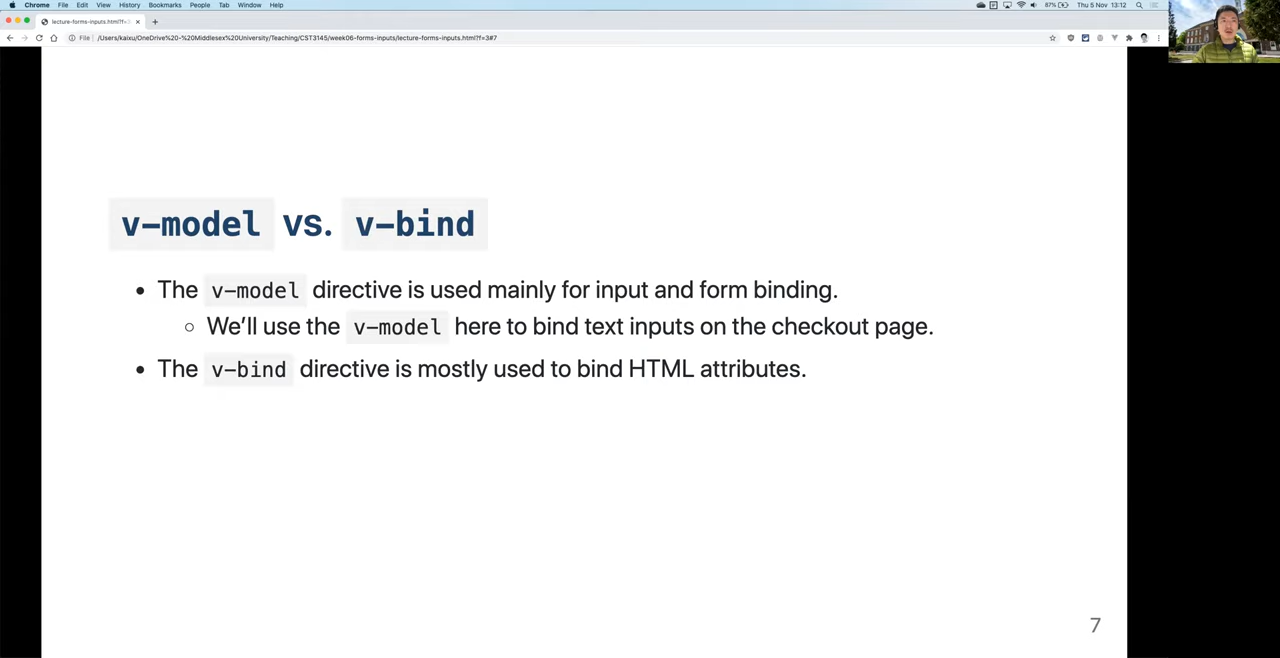 Chrome File Edit View History Bookmarks People Tab Window Help 87% Thu 5 Nov 13:12
lecture-forms-inputs.html?f=3
File /Users/kaixu/OneDrive%20-%20Middlesex%20University/Teaching/CST3145/week06-forms-inputs/lecture-forms-inputs.html?f=3#7
v-model vs. v-bind
• The v-model directive is used mainly for input and form binding.
○ We’ll use the v-model here to bind text inputs on the checkout page.
• The v-bind directive is mostly used to bind HTML attributes.
7